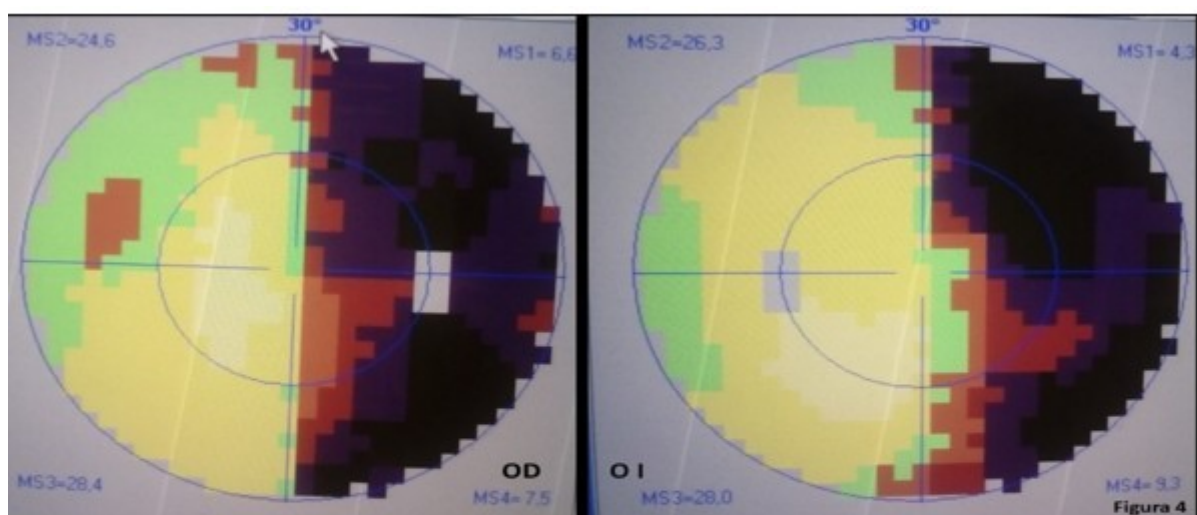 30°
MS2=24,6
MS1=6,6
MS3=28,4
MS4=7,5
OD
30°
MS2=26,3
MS1=4,3
MS3=28,0
MS4=9,3
O I
Figura 4